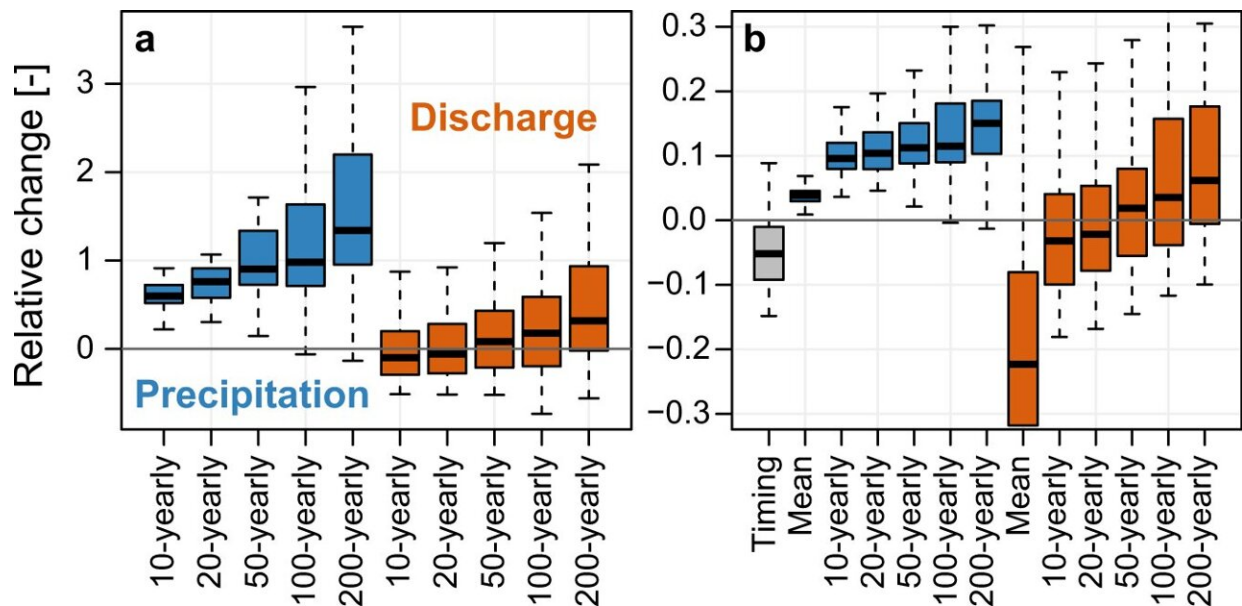 Relative change [-]
a
3
2
1
0
Discharge
Precipitation
10-yearly
20-yearly
50-yearly
100-yearly
200-yearly
10-yearly
20-yearly
50-yearly
100-yearly
200-yearly
b
0.3
0.2
0.1
0.0
−0.1
−0.2
−0.3
Timing
Mean
10-yearly
20-yearly
50-yearly
100-yearly
200-yearly
Mean
10-yearly
20-yearly
50-yearly
100-yearly
200-yearly